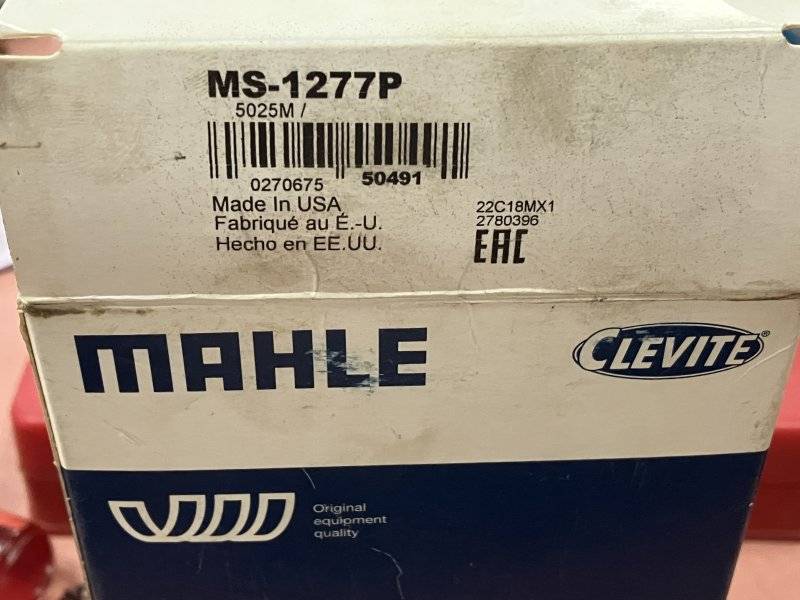 MS-1277P
5025M /
0270675 50491
Made In USA
Fabriqué au É.-U.
Hecho en EE.UU.
22C18MX1
2780396
EAC
MAHLE
CLEVITE®
Original
equipment
quality